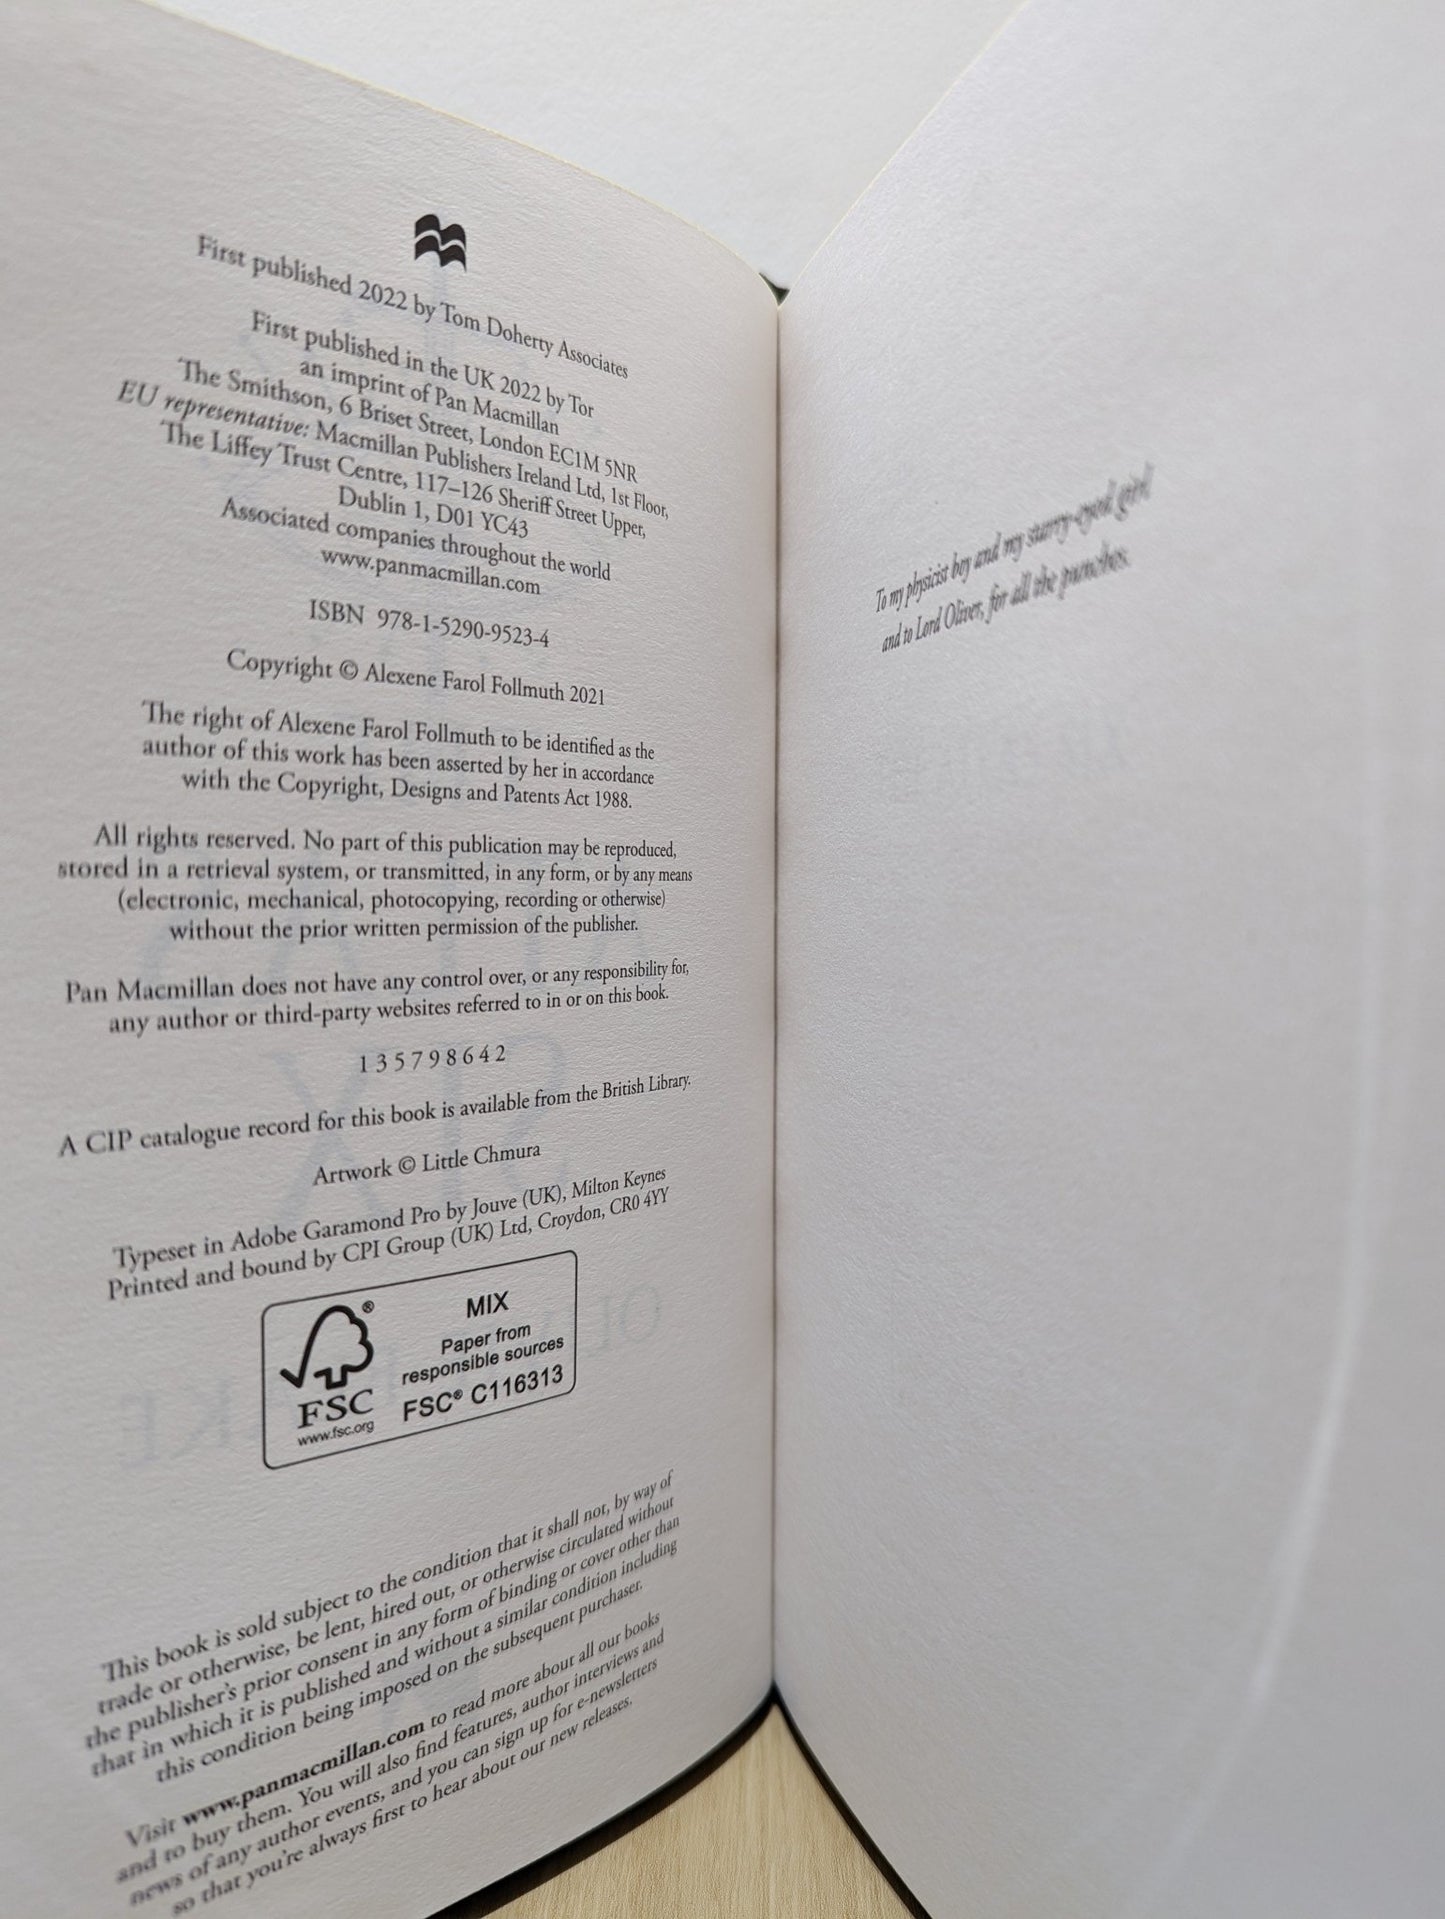 First published 2022 by Tom Doherty Associates
First published in the UK 2022 by Tor
an imprint of Pan Macmillan
The Smithson, 6 Briset Street, London EC1M 5NR
EU representative: Macmillan Publishers Ireland Ltd, 1st Floor,
The Liffey Trust Centre, 117–126 Sheriff Street Upper,
Dublin 1, D01 YC43
Associated companies throughout the world
www.panmacmillan.com
ISBN 978-1-5290-9523-4
Copyright © Alexene Farol Follmuth 2021
The right of Alexene Farol Follmuth to be identified as the
author of this work has been asserted by her in accordance
with the Copyright, Designs and Patents Act 1988.
All rights reserved. No part of this publication may be reproduced,
stored in a retrieval system, or transmitted, in any form, or by any means
(electronic, mechanical, photocopying, recording or otherwise)
without the prior written permission of the publisher.
Pan Macmillan does not have any control over, or any responsibility for,
any author or third-party websites referred to in or on this book.
1 3 5 7 9 8 6 4 2
A CIP catalogue record for this book is available from the British Library.
Artwork © Little Chmura
Typeset in Adobe Garamond Pro by Jouve (UK), Milton Keynes
Printed and bound by CPI Group (UK) Ltd, Croydon, CR0 4YY
FSC
www.fsc.org
MIX
Paper from
responsible sources
FSC® C116313
This book is sold subject to the condition that it shall not, by way of
trade or otherwise, be lent, hired out, or otherwise circulated without
the publisher's prior consent in any form of binding or cover other than
that in which it is published and without a similar condition including
this condition being imposed on the subsequent purchaser.
Visit www.panmacmillan.com to read more about all our books
and to buy them. You will also find features, author interviews and
news of any author events, and you can sign up for e-newsletters
so that you're always first to hear about our new releases.
To my physicist boy and my starry-eyed girl
and to Lord Oliver, for all the punches.